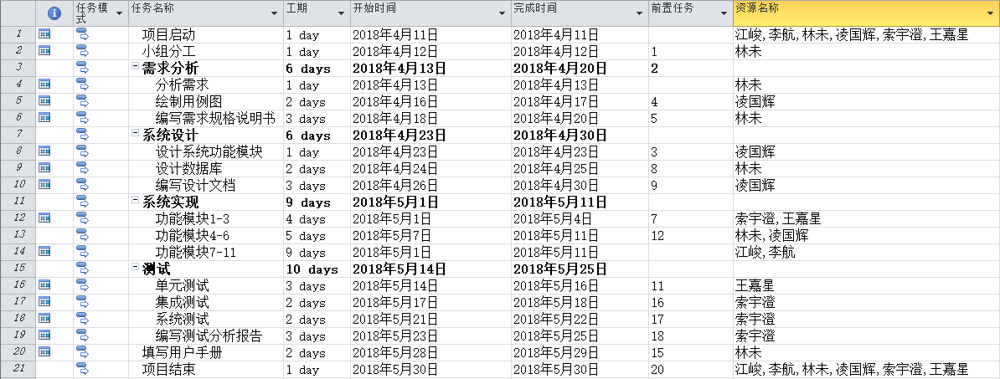 任务模式 任务名称 工期 开始时间 完成时间 前置任务 资源名称
1 项目启动 1 day 2018年4月11日 2018年4月11日 江峻,李航,林未,凌国辉,索宇澄,王嘉星
2 小组分工 1 day 2018年4月12日 2018年4月12日 1 林未
3 需求分析 6 days 2018年4月13日 2018年4月20日 2
4 分析需求 1 day 2018年4月13日 2018年4月13日 林未
5 绘制用例图 2 days 2018年4月16日 2018年4月17日 4 凌国辉
6 编写需求规格说明书 3 days 2018年4月18日 2018年4月20日 5 林未
7 系统设计 6 days 2018年4月23日 2018年4月30日
8 设计系统功能模块 1 day 2018年4月23日 2018年4月23日 3 凌国辉
9 设计数据库 2 days 2018年4月24日 2018年4月25日 8 林未
10 编写设计文档 3 days 2018年4月26日 2018年4月30日 9 凌国辉
11 系统实现 9 days 2018年5月1日 2018年5月11日
12 功能模块1-3 4 days 2018年5月1日 2018年5月4日 7 索宇澄,王嘉星
13 功能模块4-6 5 days 2018年5月7日 2018年5月11日 12 林未,凌国辉
14 功能模块7-11 9 days 2018年5月1日 2018年5月11日 江峻,李航
15 测试 10 days 2018年5月14日 2018年5月25日
16 单元测试 3 days 2018年5月14日 2018年5月16日 11 王嘉星
17 集成测试 2 days 2018年5月17日 2018年5月18日 16 索宇澄
18 系统测试 2 days 2018年5月21日 2018年5月22日 17 索宇澄
19 编写测试分析报告 3 days 2018年5月23日 2018年5月25日 18 索宇澄
20 填写用户手册 2 days 2018年5月28日 2018年5月29日 15 林未
21 项目结束 1 day 2018年5月30日 2018年5月30日 20 江峻,李航,林未,凌国辉,索宇澄,王嘉星